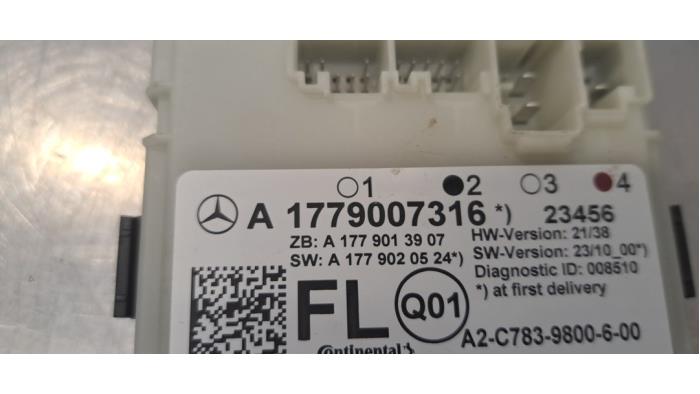 1 2 3 4
A 1779007316 *) 23456
ZB: A 177 901 39 07
HW-Version: 21/38
SW: A 177 902 05 24*)
SW-Version: 23/10_00*)
Diagnostic ID: 008510
*) at first delivery
FL Q01
A2-C783-9800-6-00
Continental